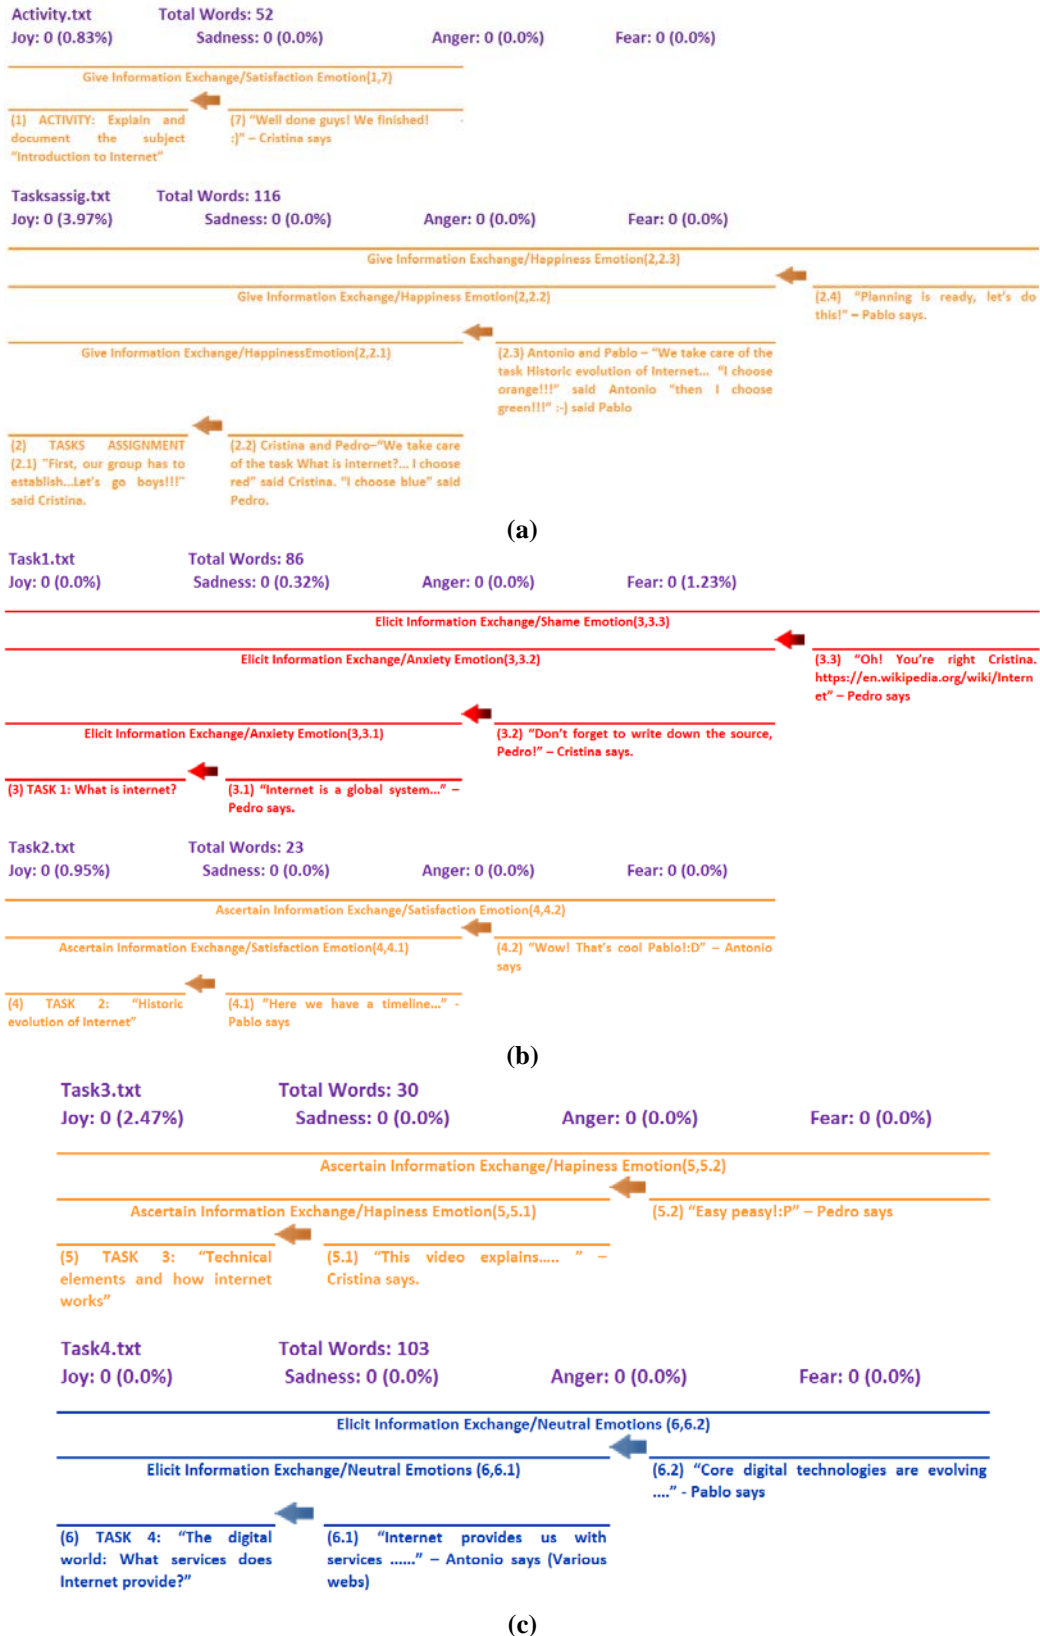 Activity.txt Total Words: 52
Joy: 0 (0.83%) Sadness: 0 (0.0%) Anger: 0 (0.0%) Fear: 0 (0.0%)
Give Information Exchange/Satisfaction Emotion(1,7)
(1) ACTIVITY: Explain and
document the subject
"Introduction to Internet"
(7) "Well done guys! We finished!
:)" – Cristina says
Tasksassig.txt Total Words: 116
Joy: 0 (3.97%) Sadness: 0 (0.0%) Anger: 0 (0.0%) Fear: 0 (0.0%)
Give Information Exchange/Happiness Emotion(2,2.3)
Give Information Exchange/Happiness Emotion(2,2.2)
(2.4) "Planning is ready, let's do
this!" – Pablo says.
Give Information Exchange/HappinessEmotion(2,2.1)
(2.3) Antonio and Pablo – "We take care of the
task Historic evolution of Internet... "I choose
orange!!!" said Antonio "then I choose
green!!!" :-) said Pablo
(2) TASKS ASSIGNMENT
(2.1) "First, our group has to
establish...Let's go boys!!!"
said Cristina.
(2.2) Cristina and Pedro–"We take care
of the task What is internet?... I choose
red" said Cristina. "I choose blue" said
Pedro.
(a)
Task1.txt Total Words: 86
Joy: 0 (0.0%) Sadness: 0 (0.32%) Anger: 0 (0.0%) Fear: 0 (1.23%)
Elicit Information Exchange/Shame Emotion(3,3.3)
Elicit Information Exchange/Anxiety Emotion(3,3.2)
(3.3) "Oh! You're right Cristina.
https://en.wikipedia.org/wiki/Intern
et" – Pedro says
Elicit Information Exchange/Anxiety Emotion(3,3.1)
(3.2) "Don't forget to write down the source,
Pedro!" – Cristina says.
(3) TASK 1: What is internet?
(3.1) "Internet is a global system..." –
Pedro says.
Task2.txt Total Words: 23
Joy: 0 (0.95%) Sadness: 0 (0.0%) Anger: 0 (0.0%) Fear: 0 (0.0%)
Ascertain Information Exchange/Satisfaction Emotion(4,4.2)
Ascertain Information Exchange/Satisfaction Emotion(4,4.1)
(4.2) "Wow! That's cool Pablo!:D" – Antonio
says
(4) TASK 2: "Historic
evolution of Internet"
(4.1) "Here we have a timeline..." -
Pablo says
(b)
Task3.txt Total Words: 30
Joy: 0 (2.47%) Sadness: 0 (0.0%) Anger: 0 (0.0%) Fear: 0 (0.0%)
Ascertain Information Exchange/Hapiness Emotion(5,5.2)
Ascertain Information Exchange/Hapiness Emotion(5,5.1)
(5.2) "Easy peasy!:P" – Pedro says
(5) TASK 3: "Technical
elements and how internet
works"
(5.1) "This video explains..... " –
Cristina says.
Task4.txt Total Words: 103
Joy: 0 (0.0%) Sadness: 0 (0.0%) Anger: 0 (0.0%) Fear: 0 (0.0%)
Elicit Information Exchange/Neutral Emotions (6,6.2)
Elicit Information Exchange/Neutral Emotions (6,6.1)
(6.2) "Core digital technologies are evolving
...." - Pablo says
(6) TASK 4: "The digital
world: What services does
Internet provide?"
(6.1) "Internet provides us with
services ......" – Antonio says (Various
webs)
(c)